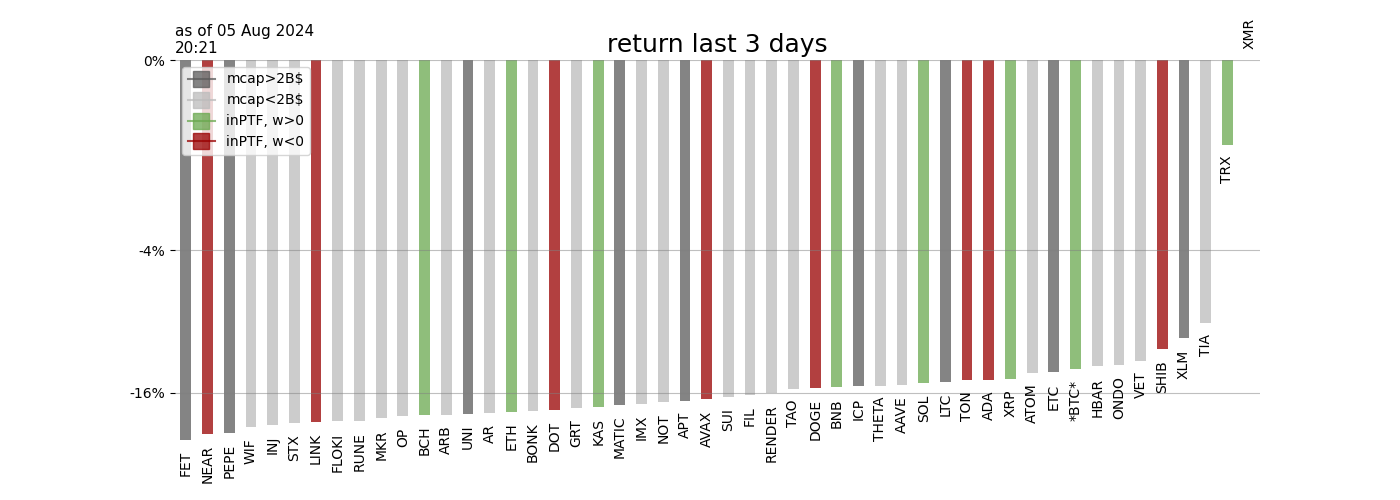 as of 05 Aug 2024
20:21
return last 3 days
XMR
0%
mcap>2B$
mcap<2B$
inPTF, w>0
inPTF, w<0
TRX
-4%
-16%
FET
NEAR
PEPE
WIF
INJ
STX
LINK
FLOKI
RUNE
MKR
OP
BCH
ARB
UNI
AR
ETH
BONK
DOT
GRT
KAS
MATIC
IMX
NOT
APT
AVAX
SUI
FIL
RENDER
TAO
DOGE
BNB
ICP
THETA
AAVE
SOL
LTC
TON
ADA
XRP
ATOM
ETC
*BTC*
HBAR
ONDO
VET
SHIB
XLM
TIA